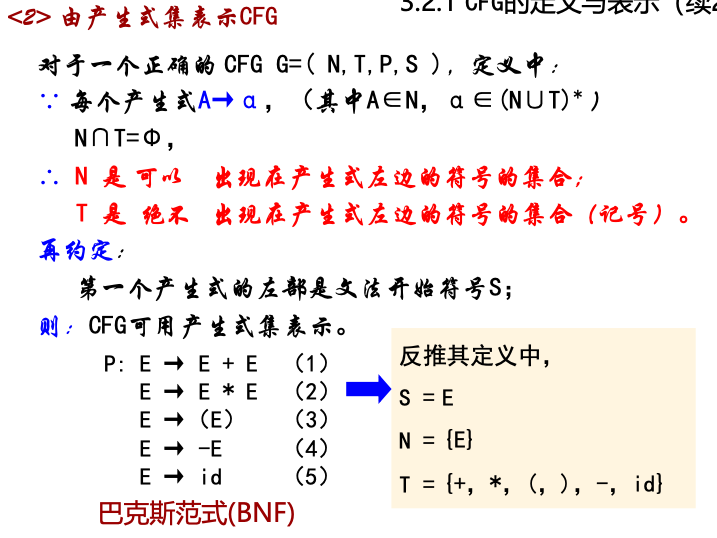 3.2.1 CFG的定义与表示（续2
<2> 由产生式集表示CFG
对于一个正确的 CFG G=( N,T,P,S ), 定义中:
∵ 每个产生式A→α, (其中A∈N, α∈(N∪T)*)
N∩T=Φ,
∴ N 是 可以 出现在产生式左边的符号的集合;
T 是 绝不 出现在产生式左边的符号的集合（记号）。
再约定:
第一个产生式的左部是文法开始符号S;
则: CFG可用产生式集表示。
P: E → E + E (1)
E → E * E (2)
E → (E) (3)
E → -E (4)
E → id (5)
巴克斯范式(BNF)
反推其定义中,
S = E
N = {E}
T = {+, *, (, ), -, id}